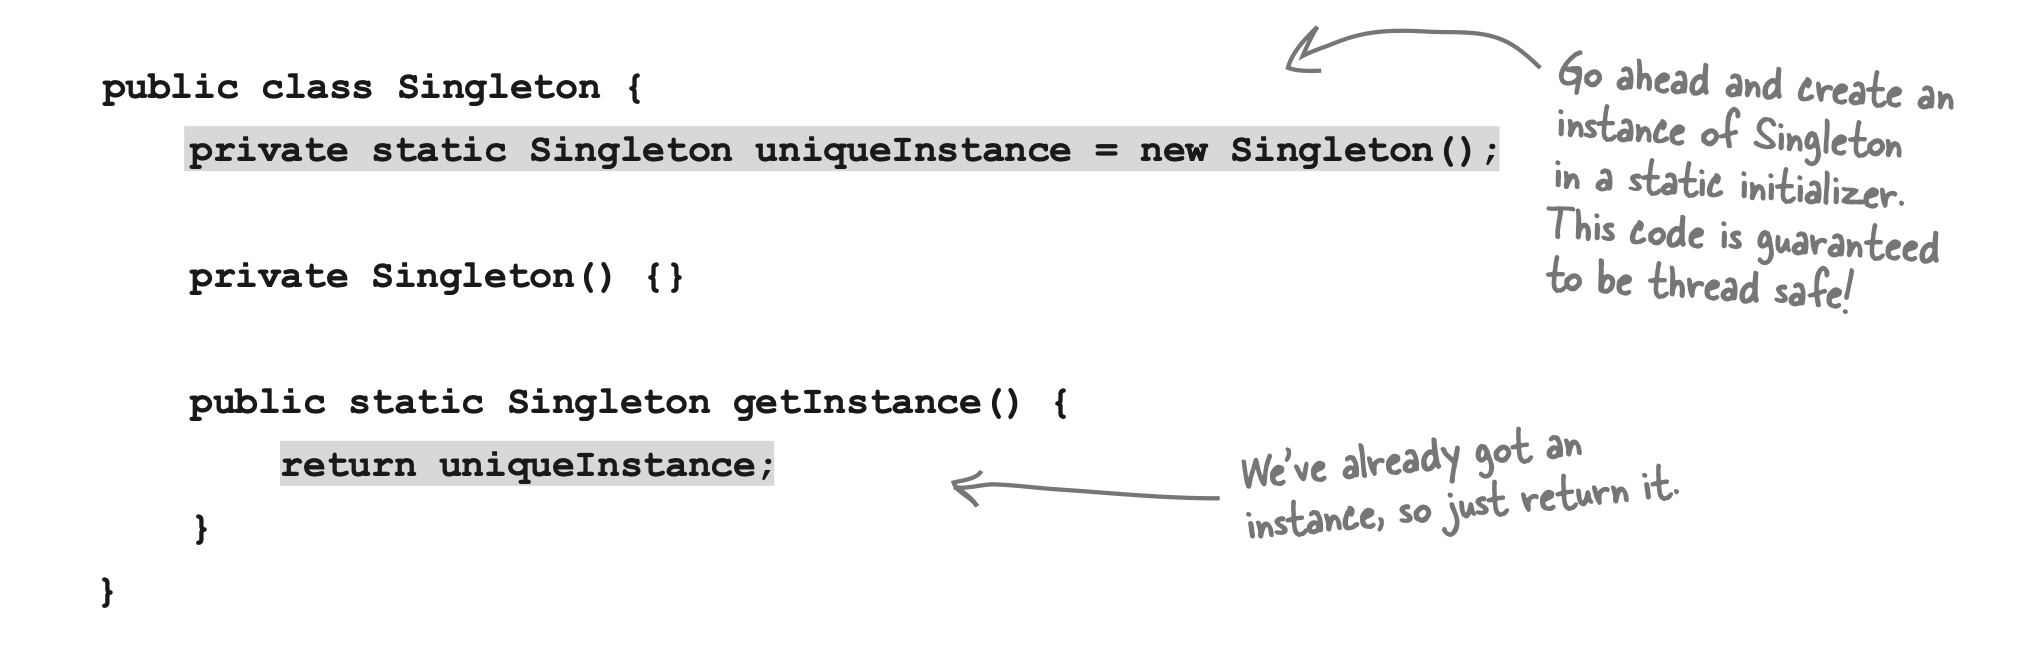 public class Singleton {
private static Singleton uniqueInstance = new Singleton();
private Singleton() {}
public static Singleton getInstance() {
return uniqueInstance;
}
}
Go ahead and create an
instance of Singleton
in a static initializer.
This code is guaranteed
to be thread safe!
We've already got an
instance, so just return it.